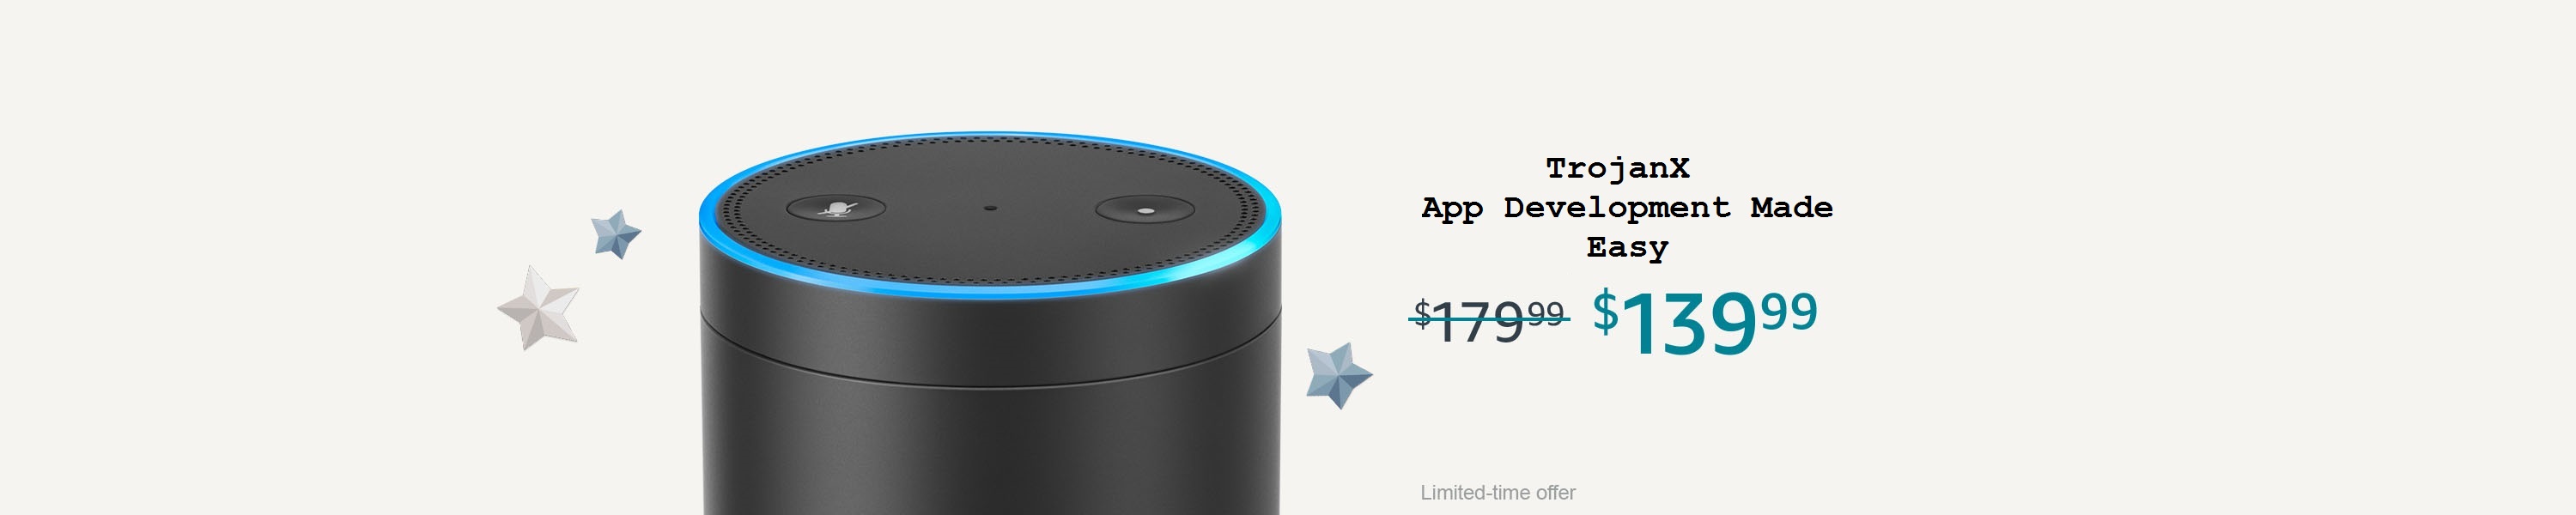 TrojanX
App Development Made
Easy
$179.99 $139.99
Limited-time offer